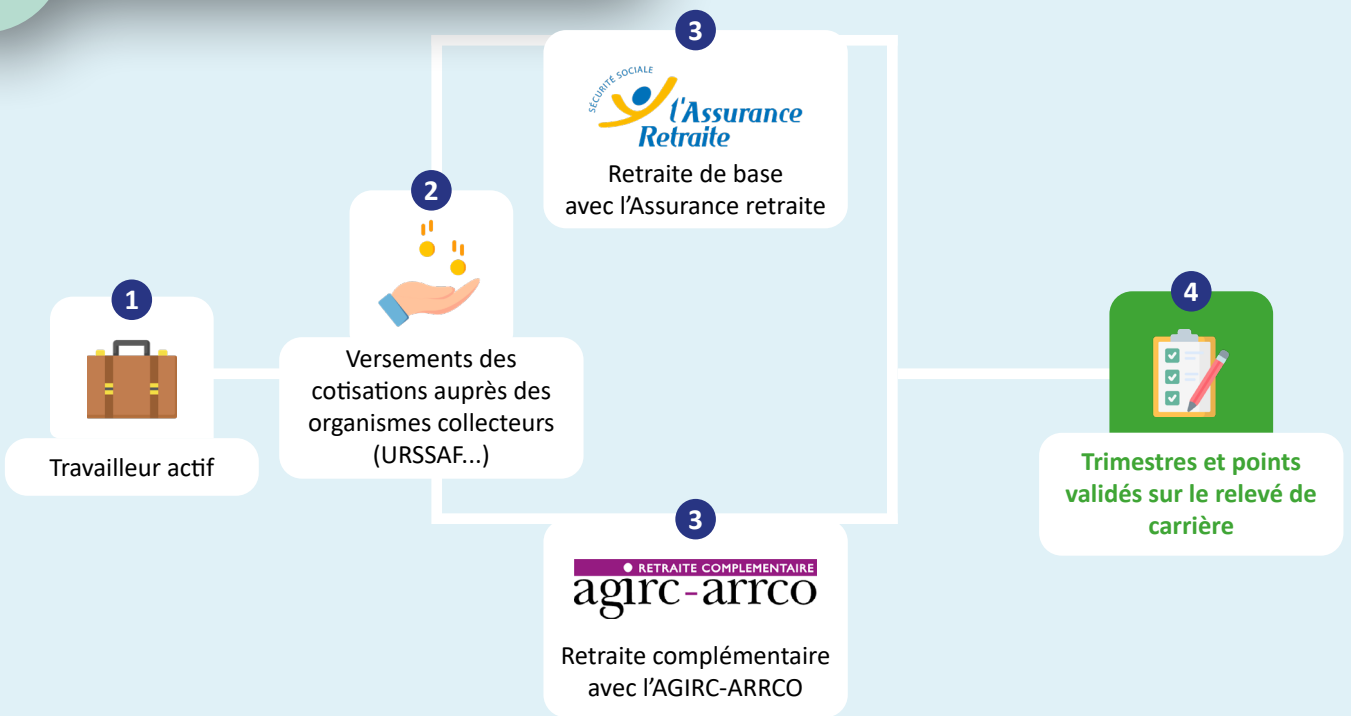 1
Travailleur actif
2
Versements des
cotisations auprès des
organismes collecteurs
(URSSAF...)
3
SÉCURITÉ SOCIALE
l'Assurance
Retraite
Retraite de base
avec l’Assurance retraite
3
RETRAITE COMPLEMENTAIRE
agirc-arrco
Retraite complémentaire
avec l’AGIRC-ARRCO
4
Trimestres et points
validés sur le relevé de
carrière